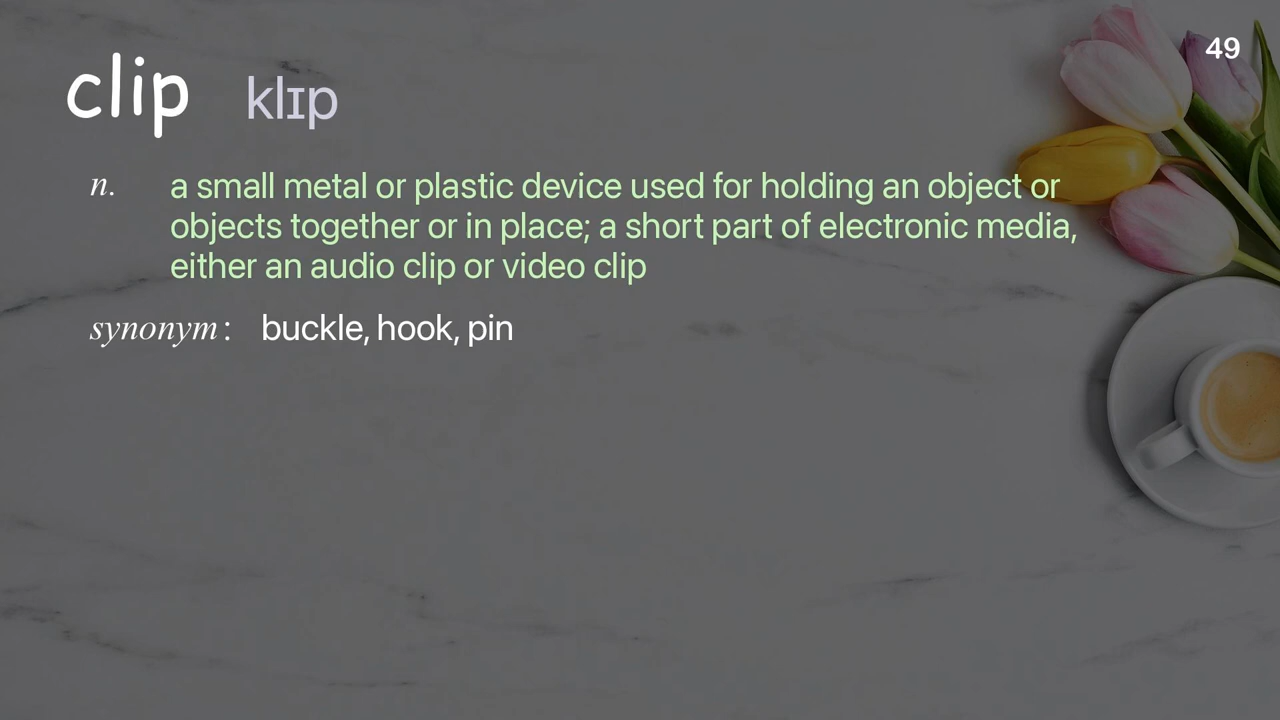 49
clip klɪp
n. a small metal or plastic device used for holding an object or
objects together or in place; a short part of electronic media,
either an audio clip or video clip
synonym: buckle, hook, pin